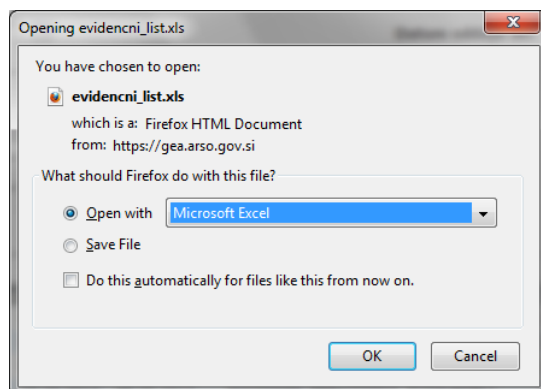 Opening evidencni_list.xls
You have chosen to open:
evidencni_list.xls
which is a: Firefox HTML Document
from: https://gea.arso.gov.si
What should Firefox do with this file?
Open with Microsoft Excel
Save File
Do this automatically for files like this from now on.
OK Cancel